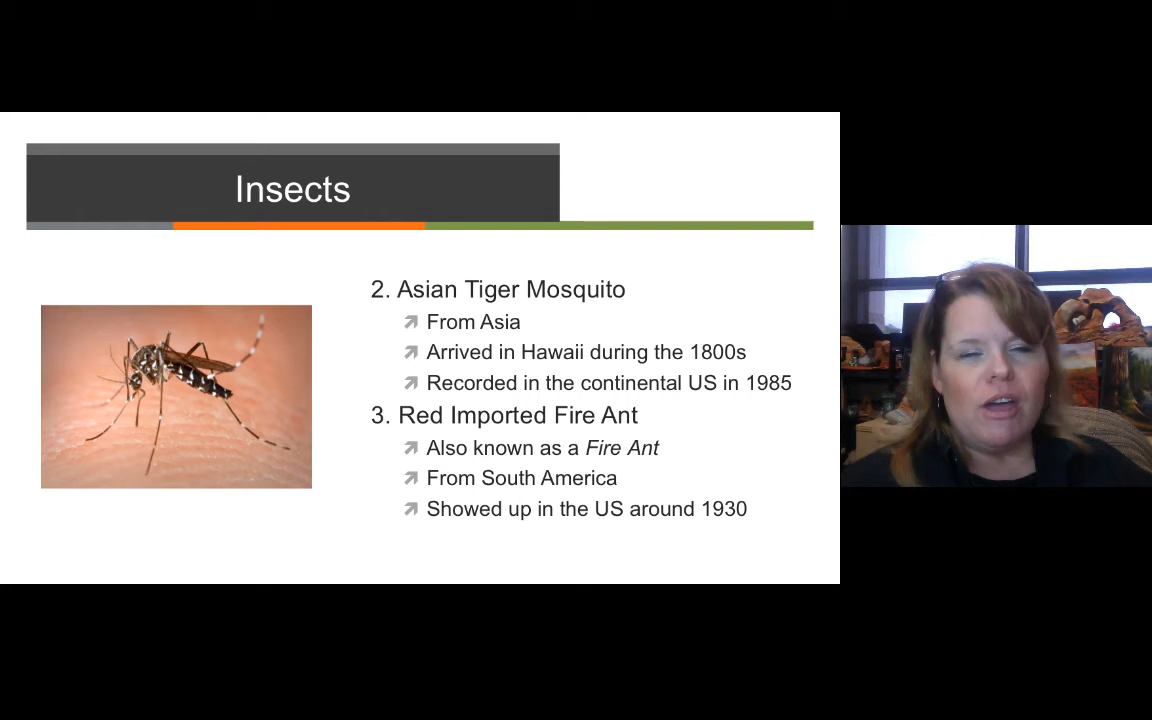 Insects
2. Asian Tiger Mosquito
From Asia
Arrived in Hawaii during the 1800s
Recorded in the continental US in 1985
3. Red Imported Fire Ant
Also known as a Fire Ant
From South America
Showed up in the US around 1930